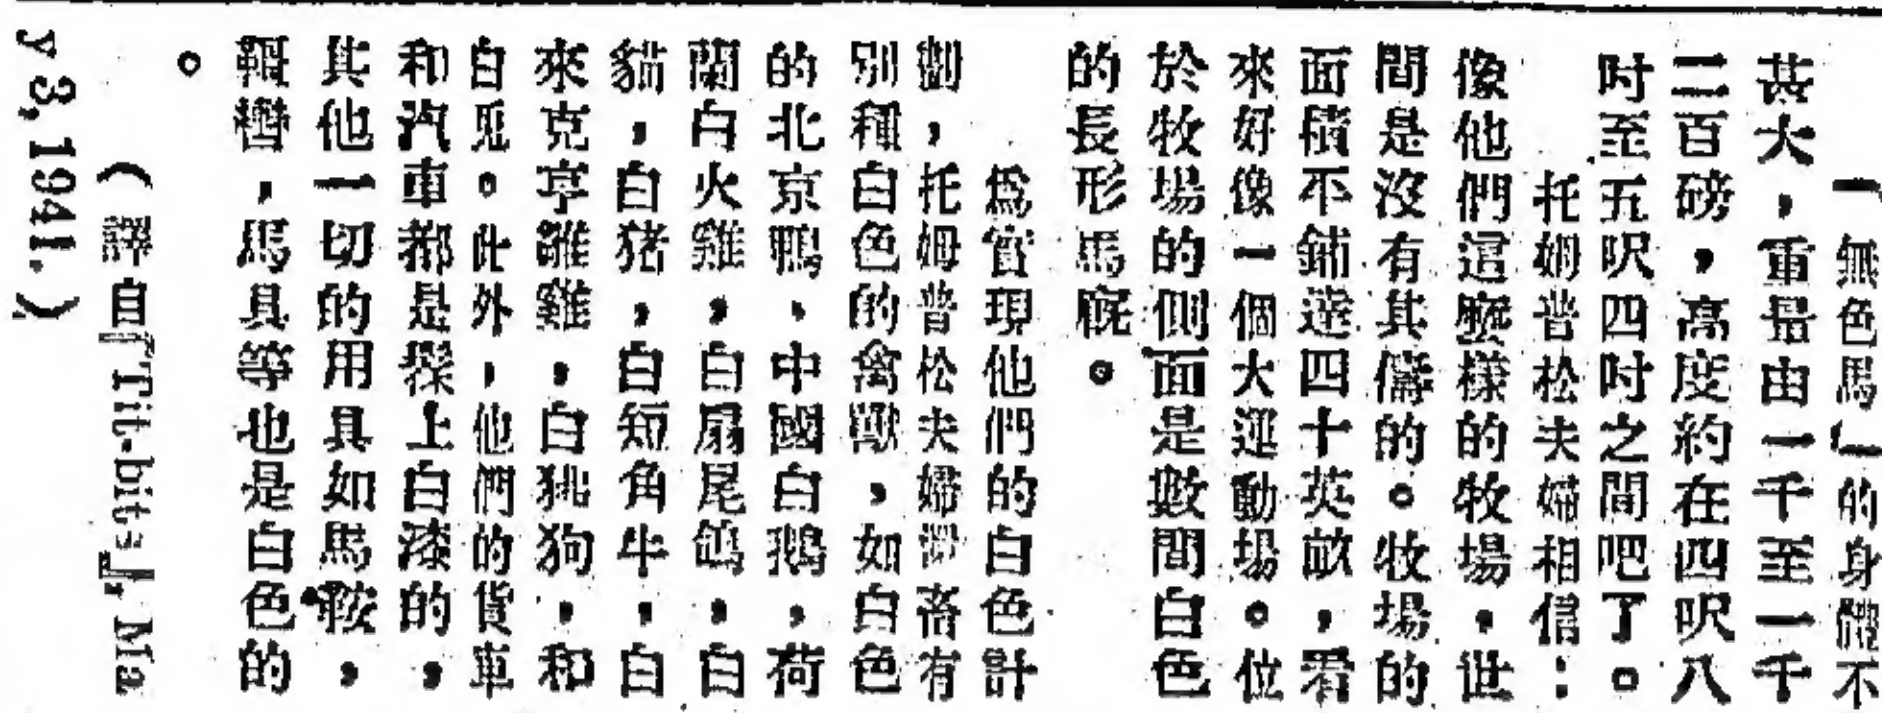 「無色馬」的身體不
甚大，重量由一千至一千
二百磅，高度約在四呎八
吋至五呎四吋之間吧了。
托姆普松夫婦相信：
像他們這麼樣的牧場，世
間是沒有其儔的。牧場的
面積不鋪達四十英畝，看
來好像一個大運動場。位
於牧場的側面是數間白色
的長形馬廐。
爲實現他們的白色計
劃，托姆普松夫婦蓄有
別種白色的禽獸，如白色
的北京鴨，中國白鵝，荷
蘭白火雞，白扇尾鴿，白
貓，白猪，白短角牛，白
來克亨雞，白狗，和
白兎。此外，他們的貨車
和汽車都是髹上白漆的，
其他一切的用具如馬鞍，
韁轡，馬具等也是白色的
。
（譯自『Tit-bits』, Ma
y 3, 1941.）